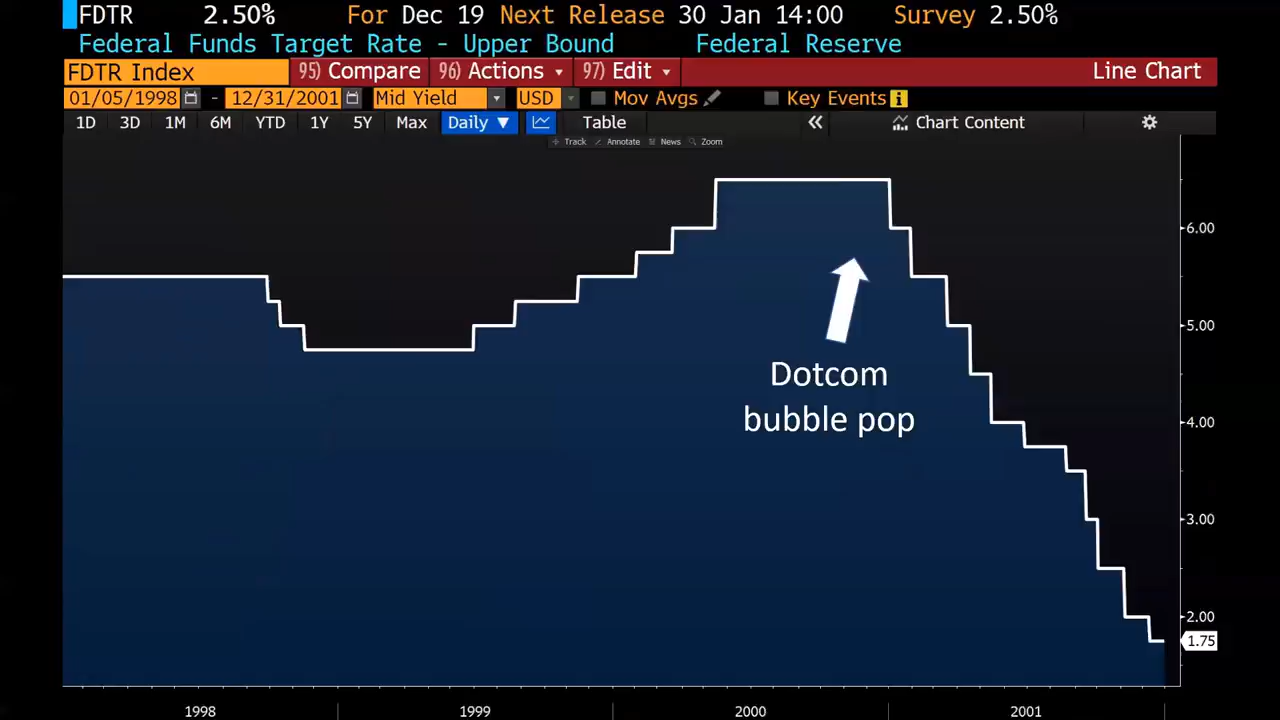 FDTR 2.50% For Dec 19 Next Release 30 Jan 14:00 Survey 2.50%
Federal Funds Target Rate - Upper Bound Federal Reserve
FDTR Index 95) Compare 96) Actions 97) Edit Line Chart
01/05/1998 - 12/31/2001 Mid Yield USD Mov Avgs Key Events
1D 3D 1M 6M YTD 1Y 5Y Max Daily ▼ Table « Chart Content
Track Annotate News Zoom
6.00
5.00
Dotcom
bubble pop
4.00
3.00
2.00
1.75
1998 1999 2000 2001